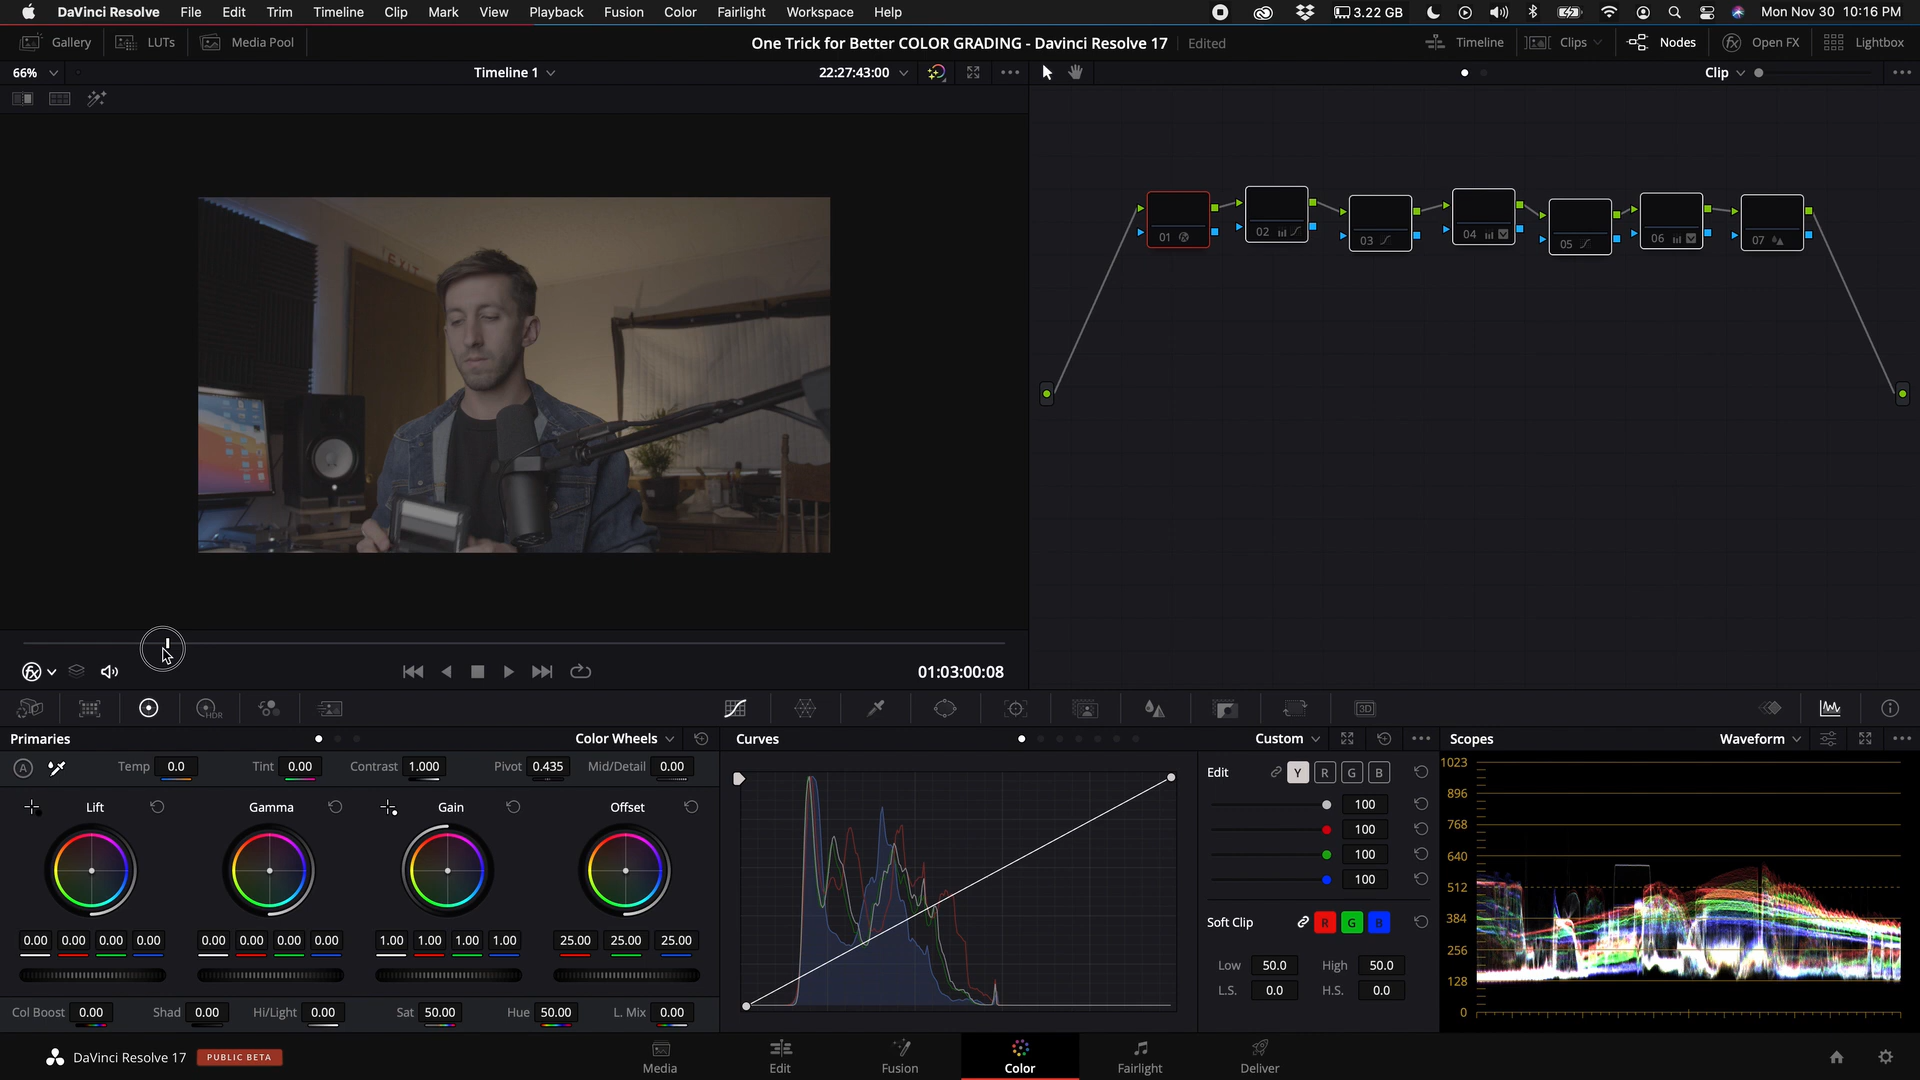 DaVinci Resolve File Edit Trim Timeline Clip Mark View Playback Fusion Color Fairlight Workspace Help 3.22 GB Mon Nov 30 10:16 PM
Gallery LUTs Media Pool One Trick for Better COLOR GRADING - Davinci Resolve 17 Edited Timeline Clips Nodes Open FX Lightbox
66% Timeline 1 22:27:43:00 Clip
EXIT
01 02 03 04 05 06 07
01:03:00:08
HDR 3D
Primaries Color Wheels Curves Custom Scopes Waveform
A Temp 0.0 Tint 0.00 Contrast 1.000 Pivot 0.435 Mid/Detail 0.00
Lift Gamma Gain Offset
0.00 0.00 0.00 0.00 0.00 0.00 0.00 0.00 1.00 1.00 1.00 1.00 25.00 25.00 25.00
Col Boost 0.00 Shad 0.00 Hi/Light 0.00 Sat 50.00 Hue 50.00 L. Mix 0.00
Edit Y R G B
100
100
100
100
Soft Clip R G B
Low 50.0 High 50.0
L.S. 0.0 H.S. 0.0
1023
896
768
640
512
384
256
128
0
DaVinci Resolve 17 PUBLIC BETA Media Edit Fusion Color Fairlight Deliver